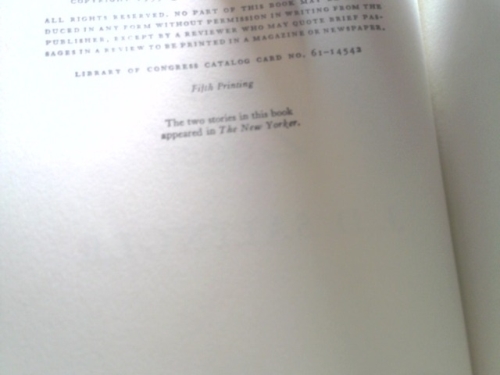 COPYRIGHT
ALL RIGHTS RESERVED. NO PART OF THIS BOOK MAY
DUCED IN ANY FORM WITHOUT PERMISSION IN WRITING FROM THE
PUBLISHER, EXCEPT BY A REVIEWER WHO MAY QUOTE BRIEF PAS-
SAGES IN A REVIEW TO BE PRINTED IN A MAGAZINE OR NEWSPAPER.
LIBRARY OF CONGRESS CATALOG CARD NO. 61-14542
Fifth Printing
The two stories in this book
appeared in The New Yorker.